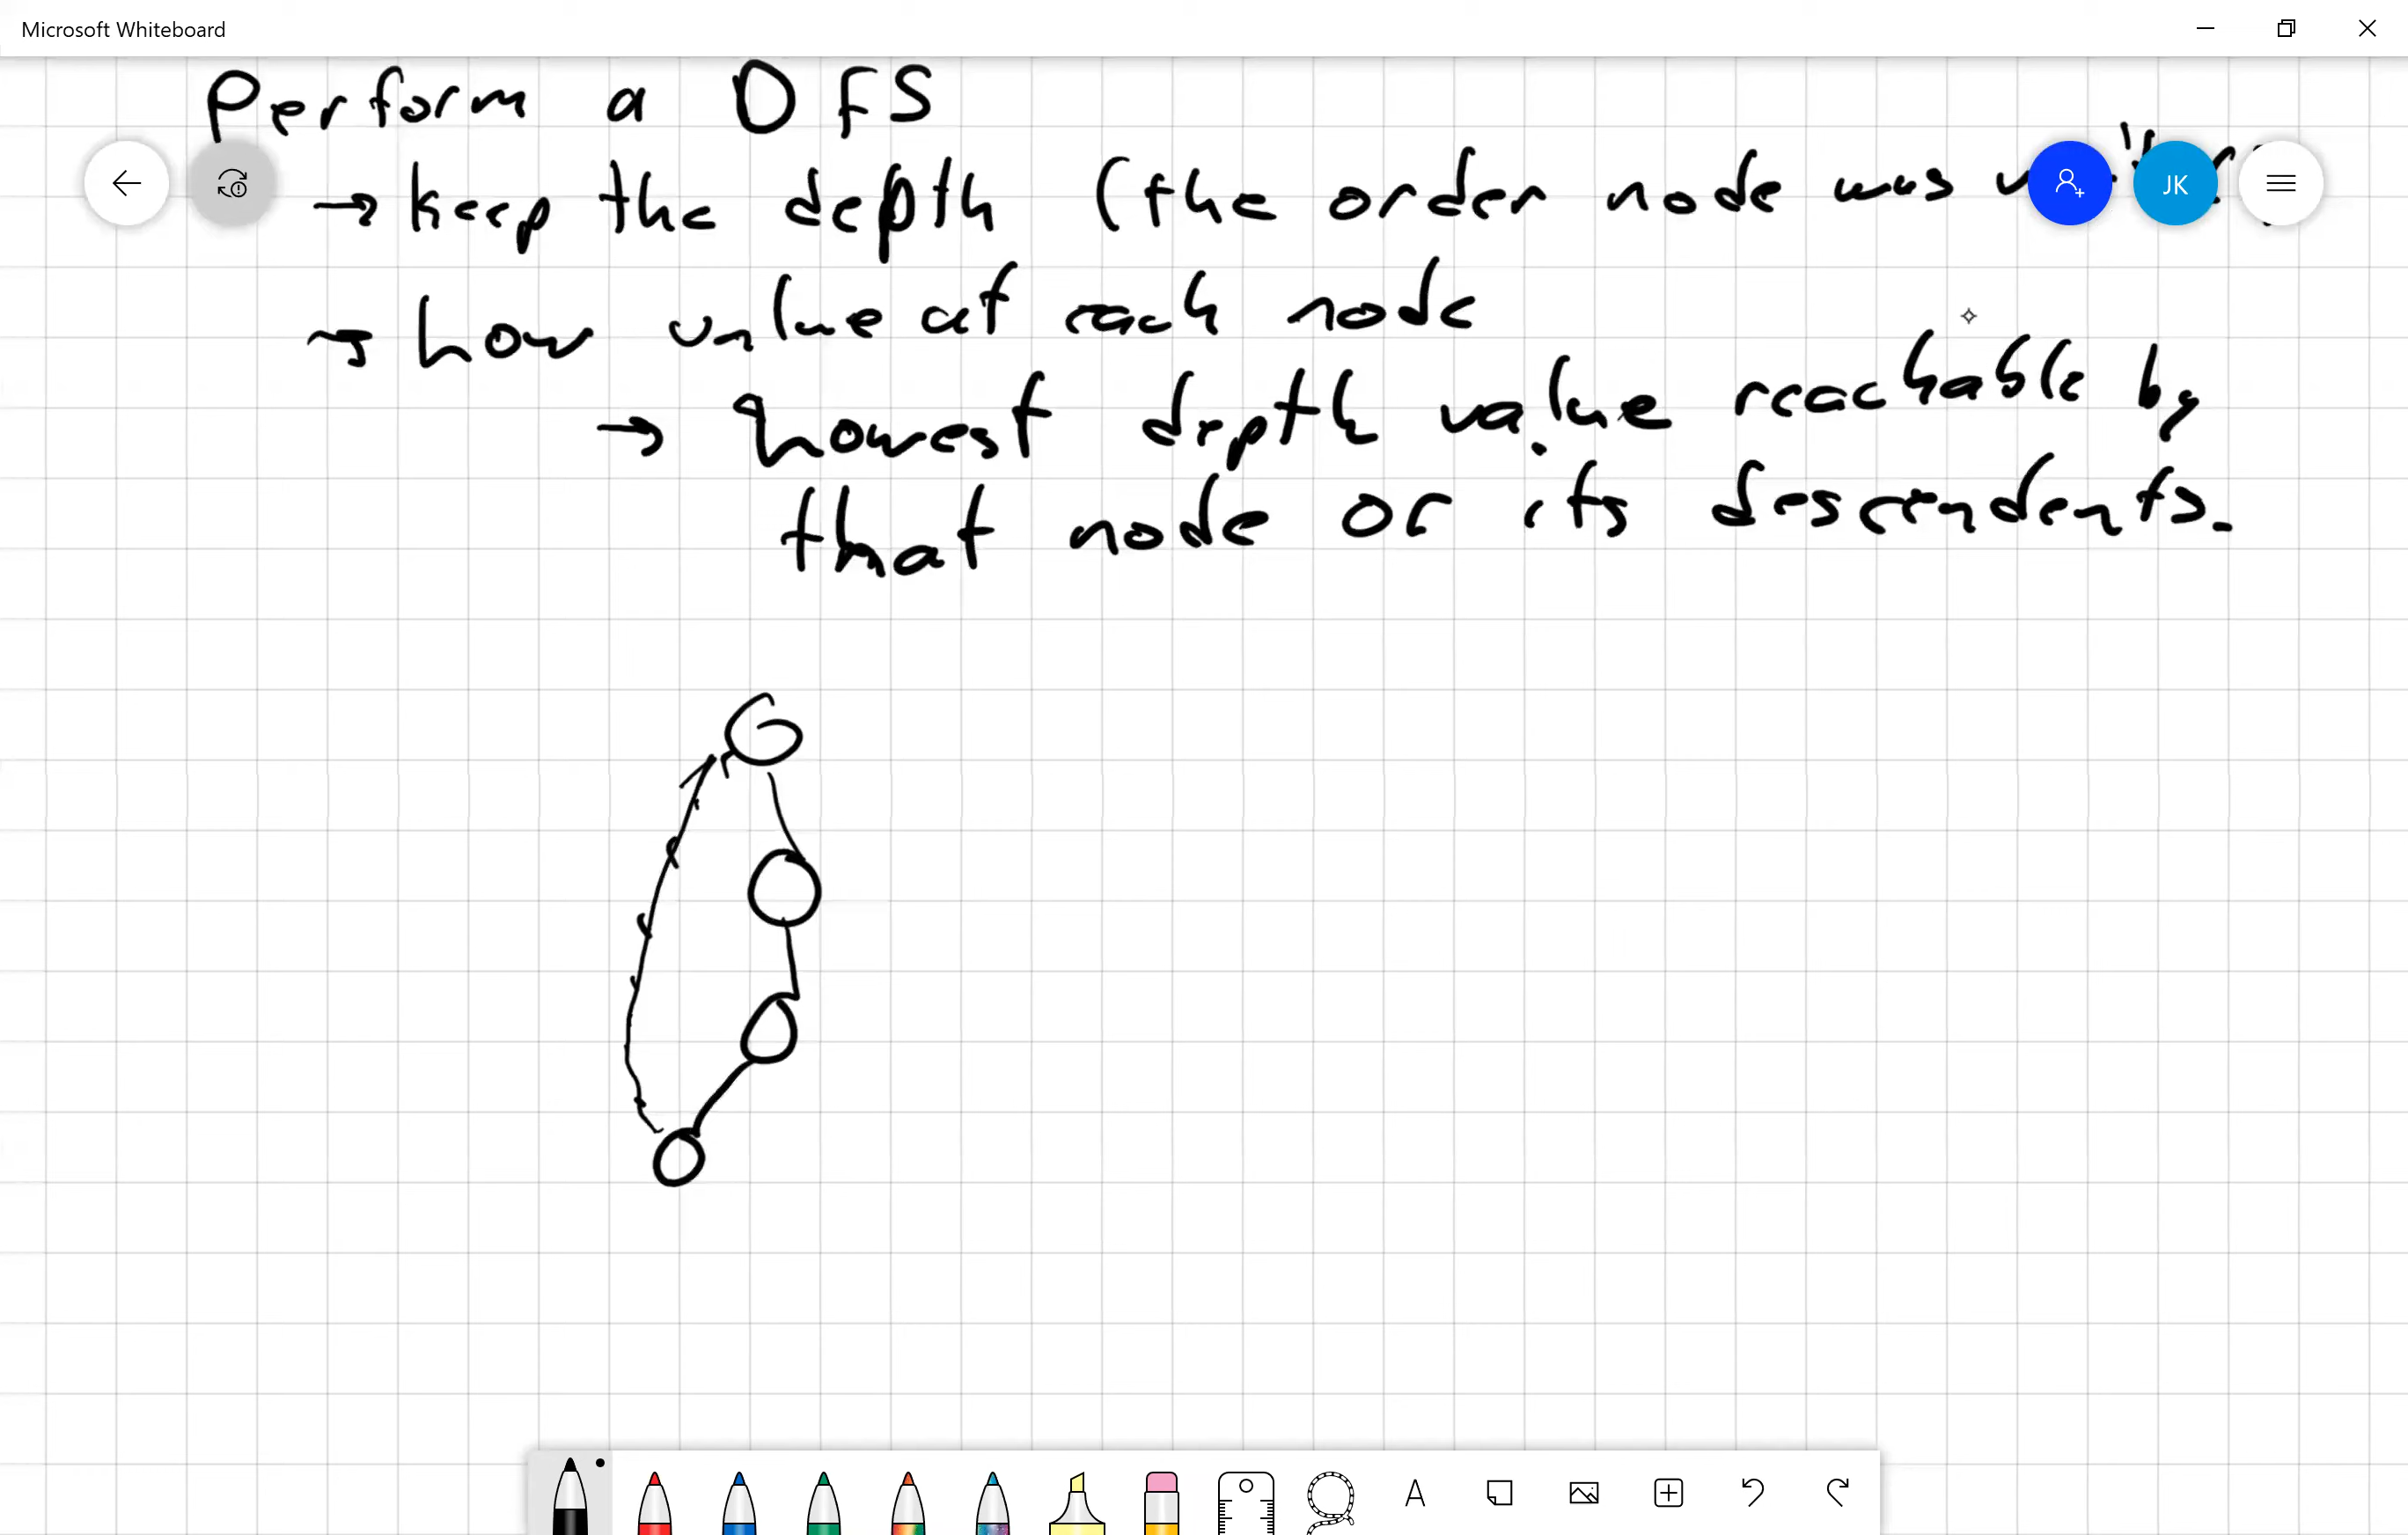 Microsoft Whiteboard
Perform a DFS
→ keep the depth (the order node was
JK
→ Low value at each node
→ Lowest depth value reachable by
that node or its descendents.